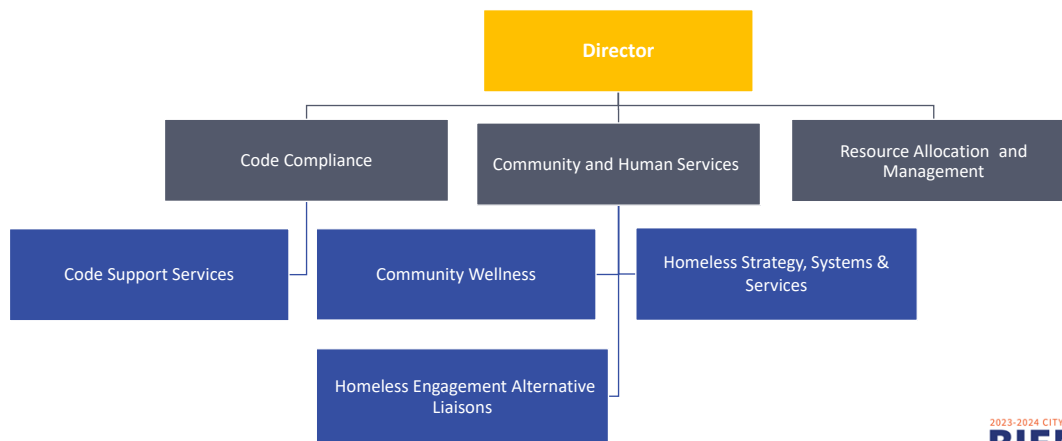 Director
Code Compliance
Community and Human Services
Resource Allocation and
Management
Code Support Services
Community Wellness
Homeless Strategy, Systems &
Services
Homeless Engagement Alternative
Liaisons
2023-2024 CITY